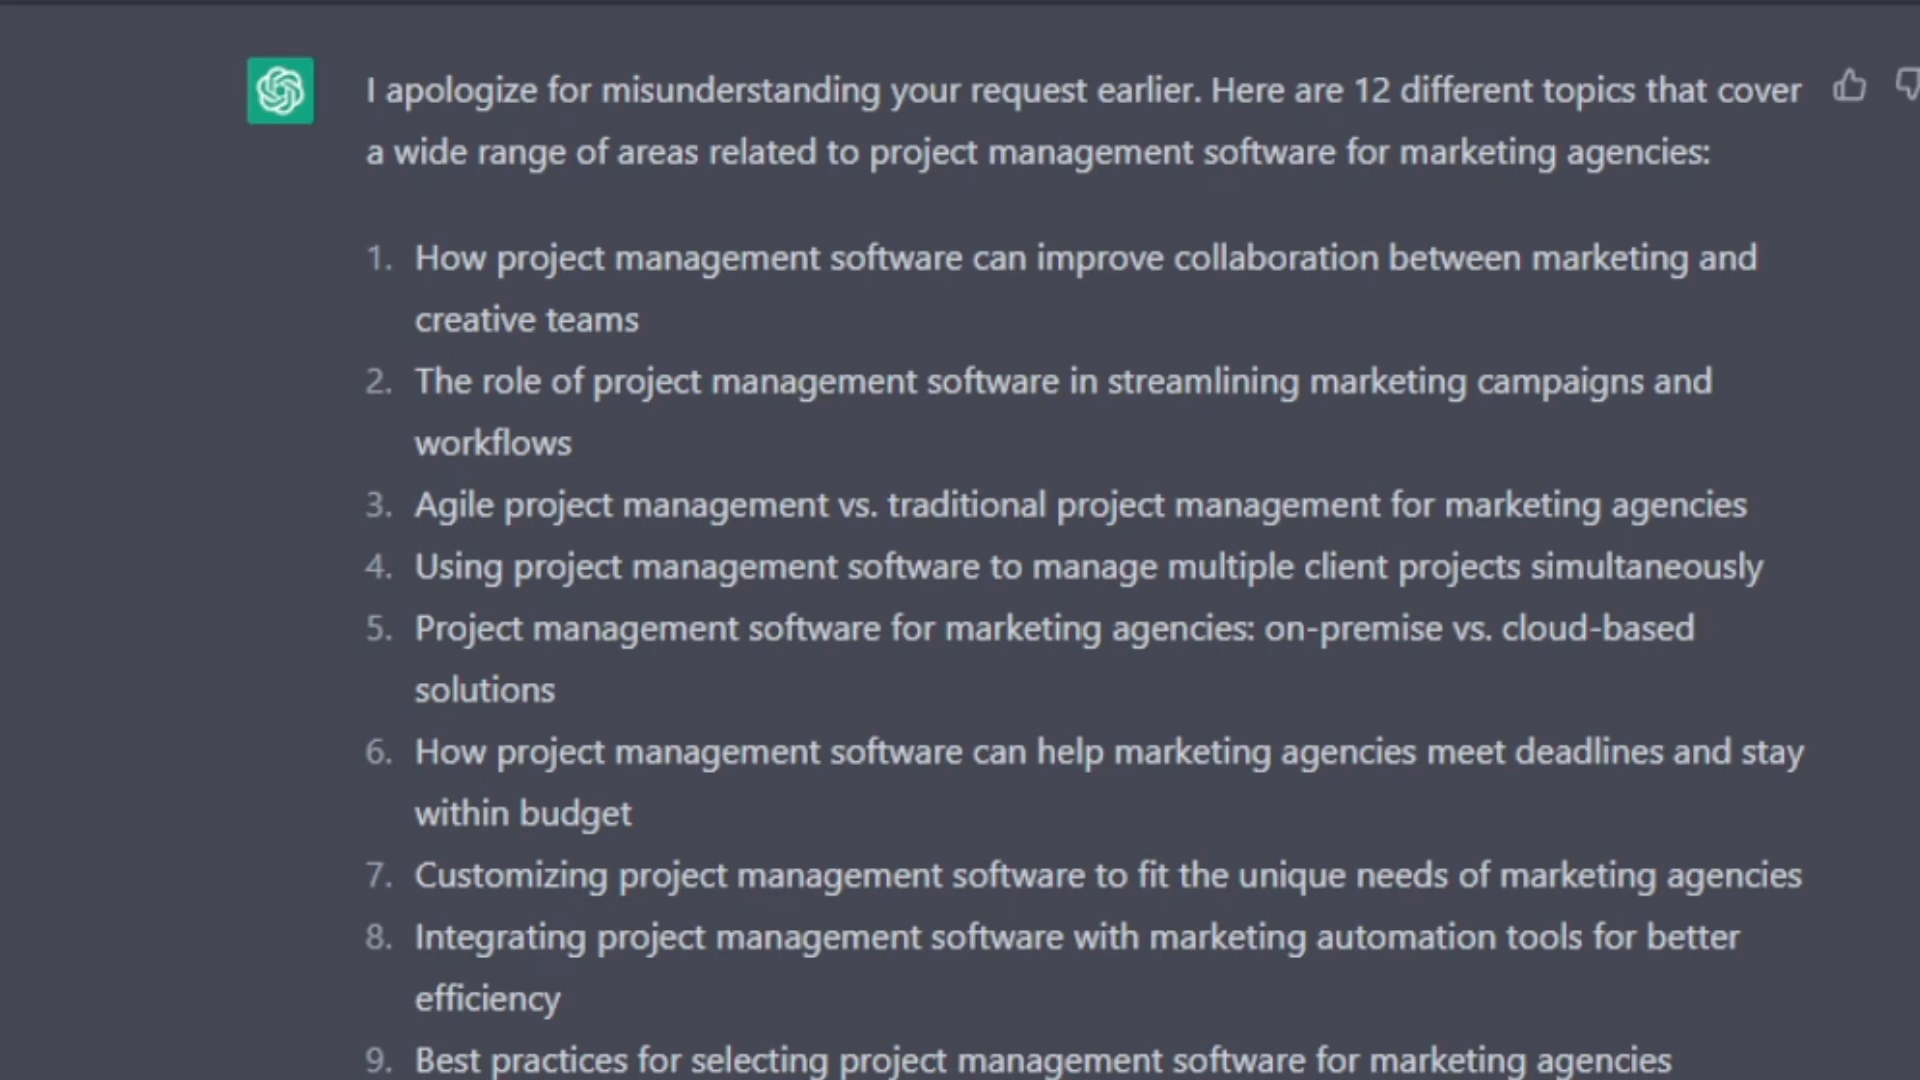 I apologize for misunderstanding your request earlier. Here are 12 different topics that cover
a wide range of areas related to project management software for marketing agencies:
1. How project management software can improve collaboration between marketing and
creative teams
2. The role of project management software in streamlining marketing campaigns and
workflows
3. Agile project management vs. traditional project management for marketing agencies
4. Using project management software to manage multiple client projects simultaneously
5. Project management software for marketing agencies: on-premise vs. cloud-based
solutions
6. How project management software can help marketing agencies meet deadlines and stay
within budget
7. Customizing project management software to fit the unique needs of marketing agencies
8. Integrating project management software with marketing automation tools for better
efficiency
9. Best practices for selecting project management software for marketing agencies